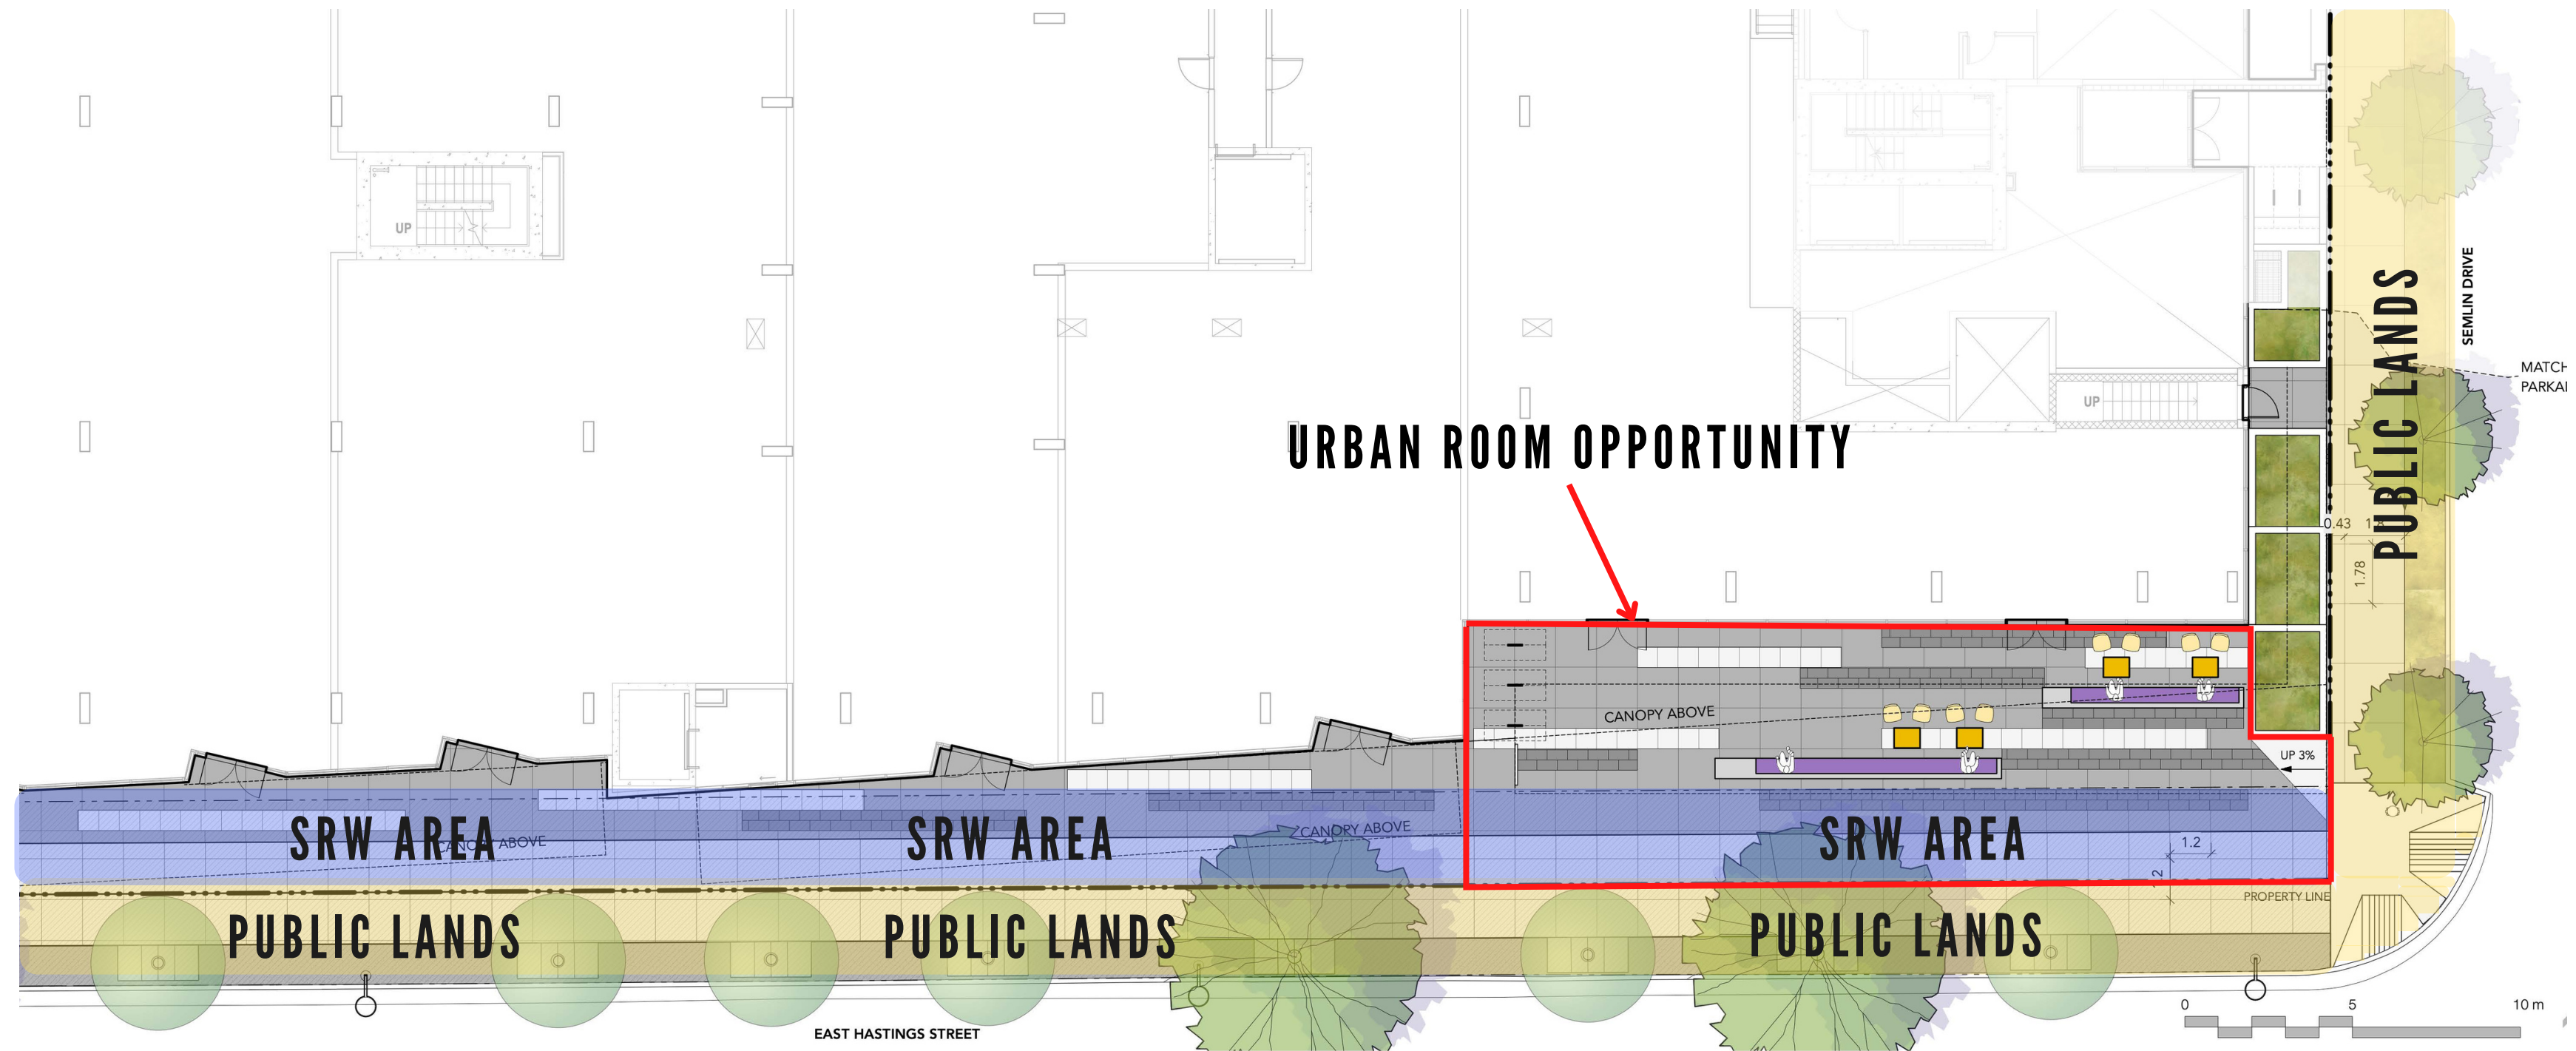 UP
UP
SEMLIN DRIVE
PUBLIC LANDS
MATCH
PARKAI
URBAN ROOM OPPORTUNITY
0.43
1.78
CANOPY ABOVE
UP 3%
SRW AREA
CANOPY ABOVE
SRW AREA
CANOPY ABOVE
SRW AREA
1.2
PROPERTY LINE
PUBLIC LANDS
PUBLIC LANDS
PUBLIC LANDS
EAST HASTINGS STREET
0 5 10 m